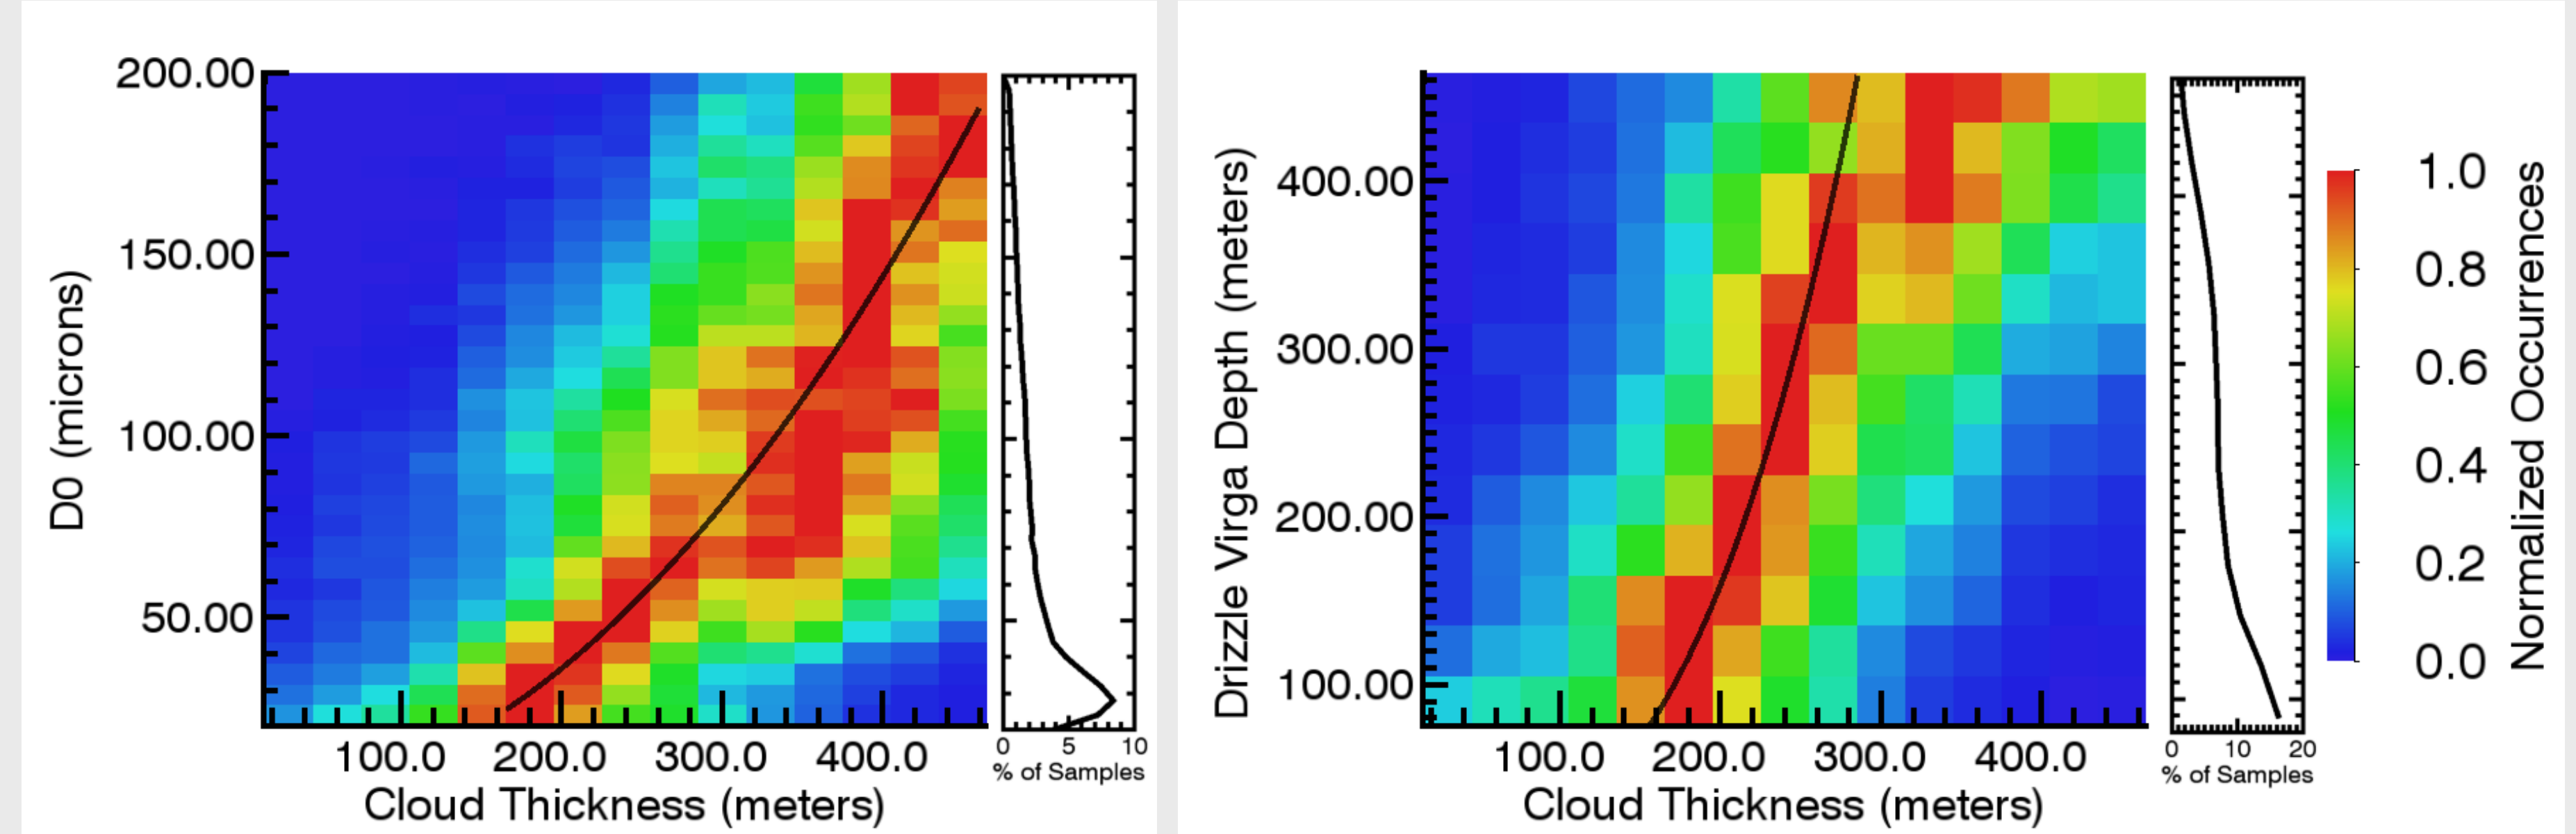 200.00
150.00
100.00
50.00
D0 (microns)
100.0 200.0 300.0 400.0
Cloud Thickness (meters)
0 5 10
% of Samples
400.00
300.00
200.00
100.00
Drizzle Virga Depth (meters)
100.0 200.0 300.0 400.0
Cloud Thickness (meters)
0 10 20
% of Samples
1.0
0.8
0.6
0.4
0.2
0.0
Normalized Occurrences